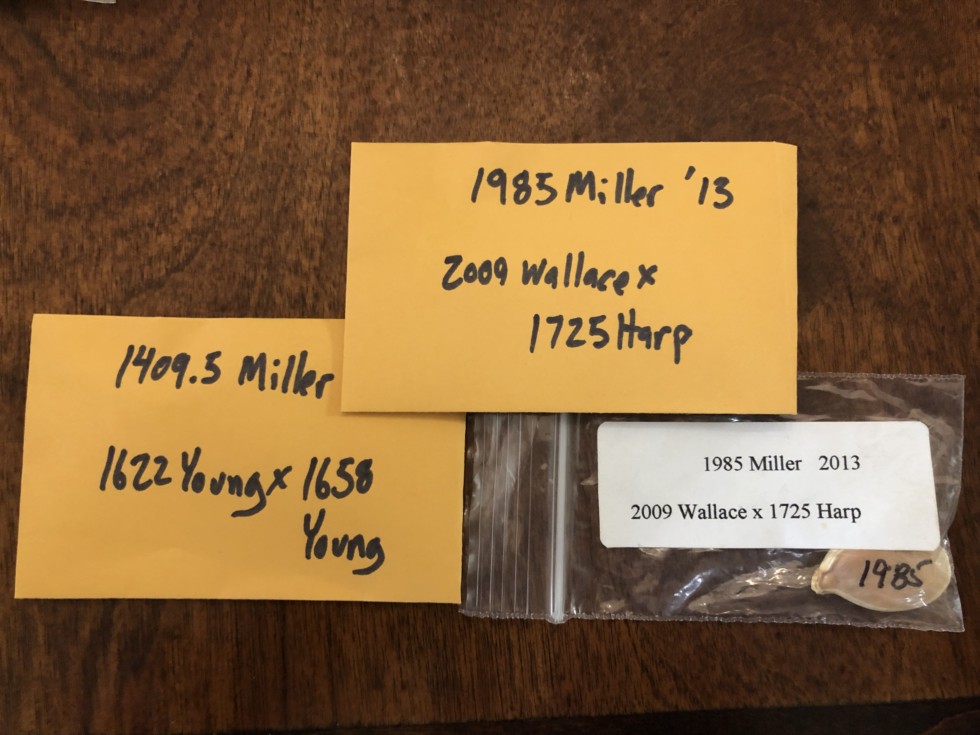 1985 Miller '13
2009 Wallace x
1725 Harp
1409.5 Miller
1622 Young x 1658
Young
1985 Miller 2013
2009 Wallace x 1725 Harp
1985